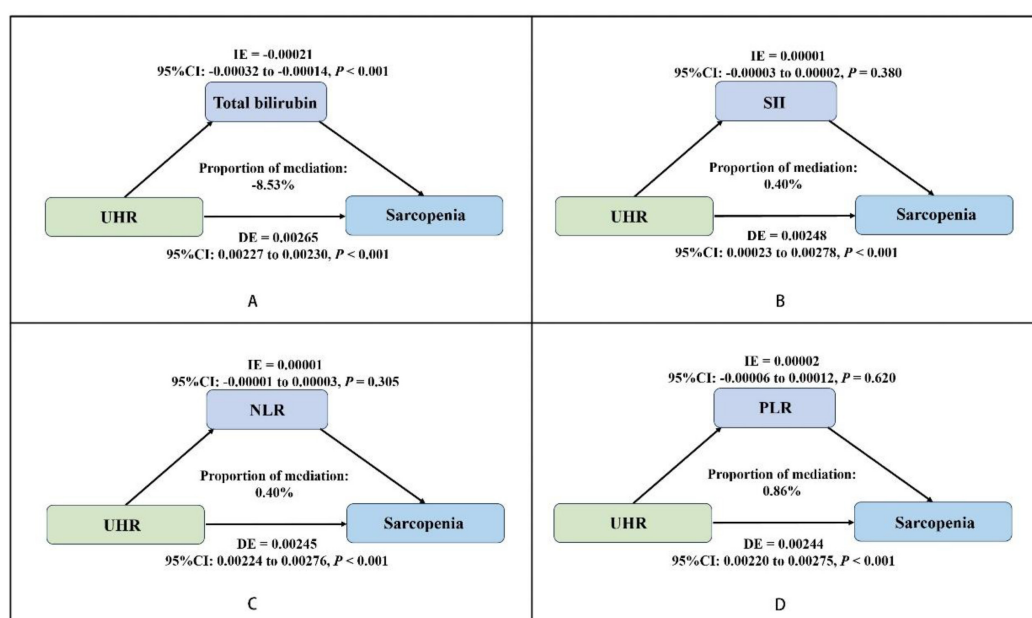 IE = -0.00021
95%CI: -0.00032 to -0.00014, P < 0.001
Total bilirubin
Proportion of mediation:
-8.53%
UHR
Sarcopenia
DE = 0.00265
95%CI: 0.00227 to 0.00230, P < 0.001
A
IE = 0.00001
95%CI: -0.00003 to 0.00002, P = 0.380
SII
Proportion of mediation:
0.40%
UHR
Sarcopenia
DE = 0.00248
95%CI: 0.00023 to 0.00278, P < 0.001
B
IE = 0.00001
95%CI: -0.00001 to 0.00003, P = 0.305
NLR
Proportion of mediation:
0.40%
UHR
Sarcopenia
DE = 0.00245
95%CI: 0.00224 to 0.00276, P < 0.001
C
IE = 0.00002
95%CI: -0.00006 to 0.00012, P = 0.620
PLR
Proportion of mediation:
0.86%
UHR
Sarcopenia
DE = 0.00244
95%CI: 0.00220 to 0.00275, P < 0.001
D